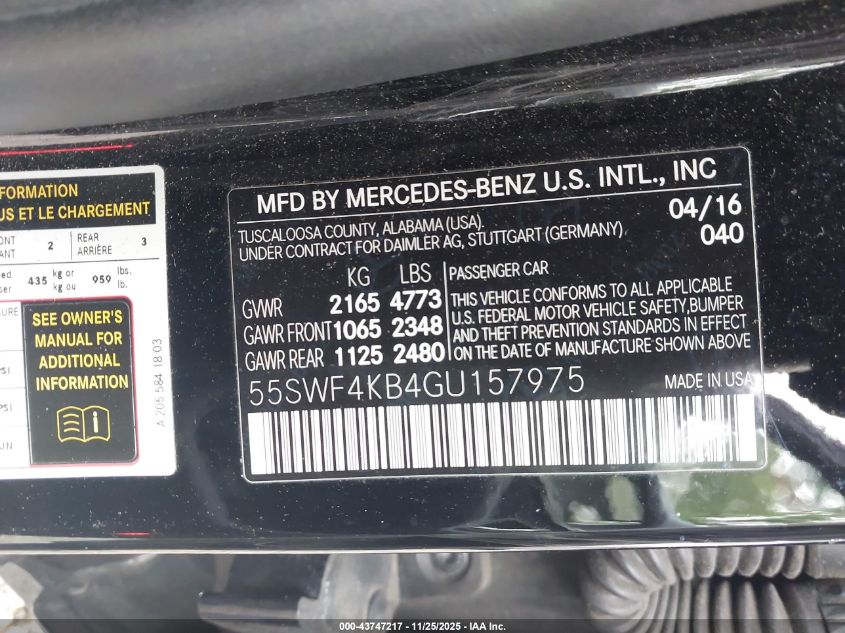 FORMATION
US ET LE CHARGEMENT
2
REAR
ARRIÈRE
3
435
kg or
kg ou
959
lbs.
lb.
SEE OWNER'S
MANUAL FOR
ADDITIONAL
INFORMATION
A 205 584 18 03
MFD BY MERCEDES-BENZ U.S. INTL., INC
TUSCALOOSA COUNTY, ALABAMA (USA)
UNDER CONTRACT FOR DAIMLER AG, STUTTGART (GERMANY)
04/16
040
KG LBS
GVWR 2165 4773
GAWR FRONT 1065 2348
GAWR REAR 1125 2480
PASSENGER CAR
THIS VEHICLE CONFORMS TO ALL APPLICABLE
U.S. FEDERAL MOTOR VEHICLE SAFETY, BUMPER
AND THEFT PREVENTION STANDARDS IN EFFECT
ON THE DATE OF MANUFACTURE SHOWN ABOVE
55SWF4KB4GU157975
MADE IN USA
000-43747217 - 11/25/2025 - IAA Inc.